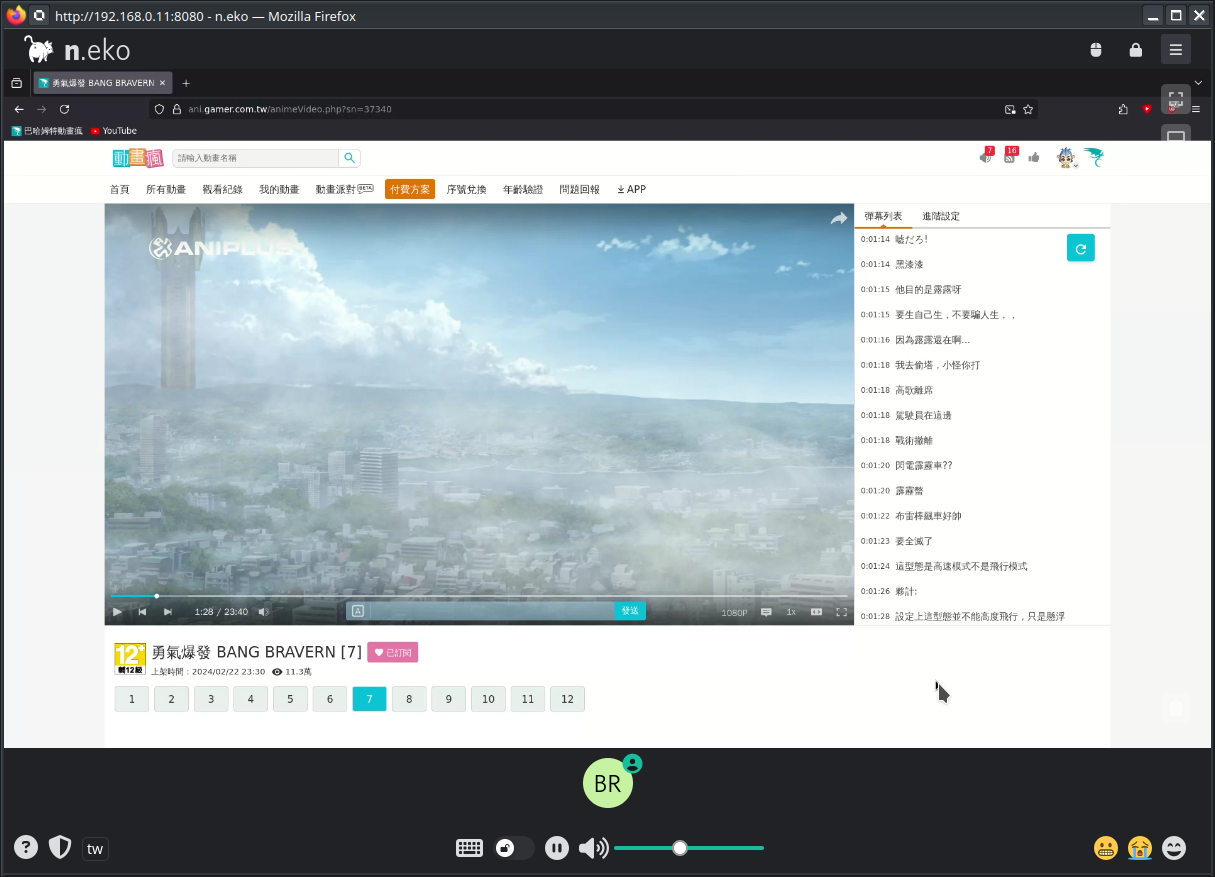 http://192.168.0.11:8080 - n.eko — Mozilla Firefox
n.eko
勇氣爆發 BANG BRAVERN
ani.gamer.com.tw/animeVideo.php?sn=37340
巴哈姆特動畫瘋 YouTube
動畫瘋 請輸入動畫名稱 7 16
首頁 所有動畫 觀看紀錄 我的動畫 動畫派對 BETA 付費方案 序號兌換 年齡驗證 問題回報 APP
ANIPLUS
彈幕列表 進階設定
0:01:14 嘘だろ!
0:01:14 黑漆漆
0:01:15 他目的是露露呀
0:01:15 要生自己生，不要騙人生，，
0:01:16 因為露露還在啊...
0:01:18 我去偷塔，小怪你打
0:01:18 高歌離席
0:01:18 駕駛員在這邊
0:01:18 戰術撤離
0:01:20 閃電霹靂車??
0:01:20 霹靂
0:01:22 布雷棒飆車好帥
0:01:23 要全滅了
0:01:24 這型態是高速模式不是飛行模式
0:01:26 夥計:
0:01:28 設定上這型態並不能高度飛行，只是懸浮
1:28 / 23:40 A 發送 1080P 1x
12+
輔12級
勇氣爆發 BANG BRAVERN [7] 已訂閱
上架時間：2024/02/22 23:30 11.3萬
1 2 3 4 5 6 7 8 9 10 11 12
BR
? tw